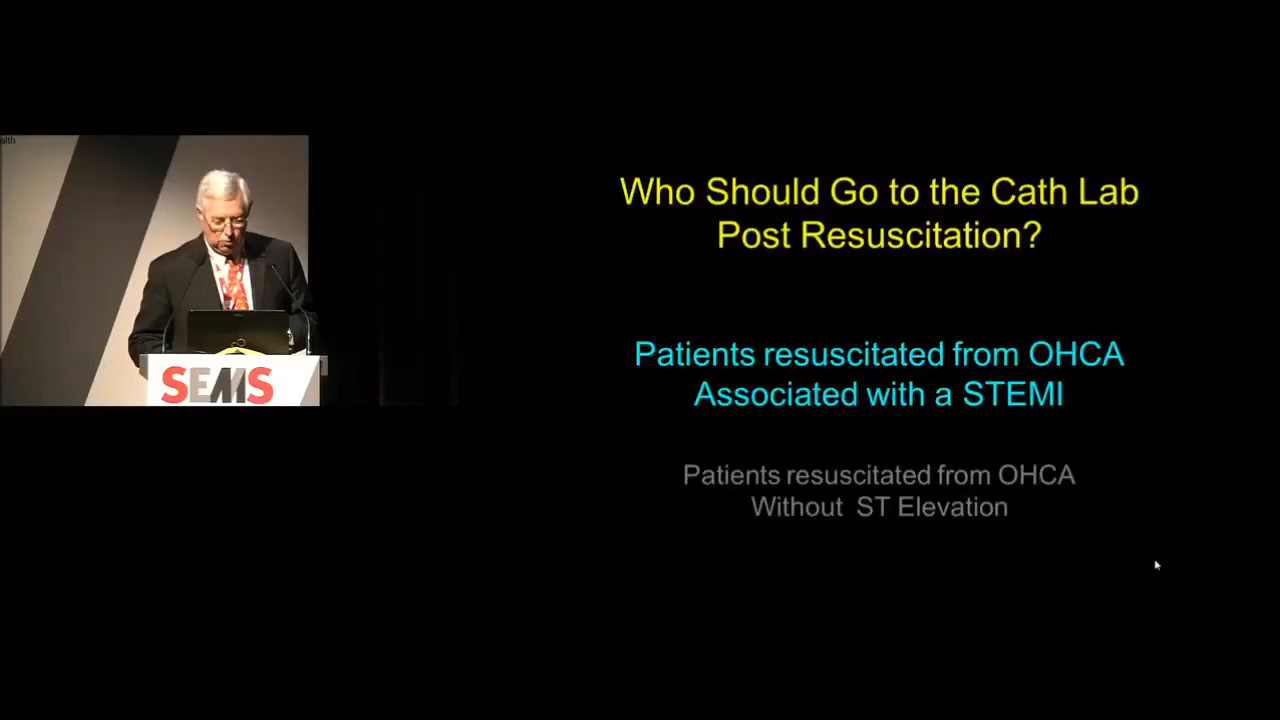 alth
SEMS
Who Should Go to the Cath Lab
Post Resuscitation?
Patients resuscitated from OHCA
Associated with a STEMI
Patients resuscitated from OHCA
Without ST Elevation